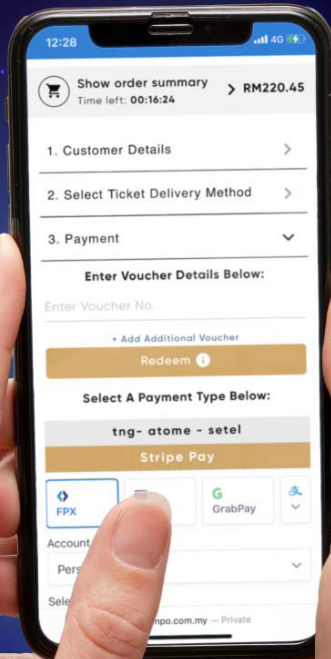 12:28
4G
Show order summary
> RM220.45
Time left: 00:16:24
1. Customer Details
2. Select Ticket Delivery Method
3. Payment
Enter Voucher Details Below:
Enter Voucher No.
+ Add Additional Voucher
Redeem i
Select A Payment Type Below:
tng- atome - setel
Stripe Pay
FPX
G
GrabPay
支
Account
Pers
Sele
mpo.com.my — Private